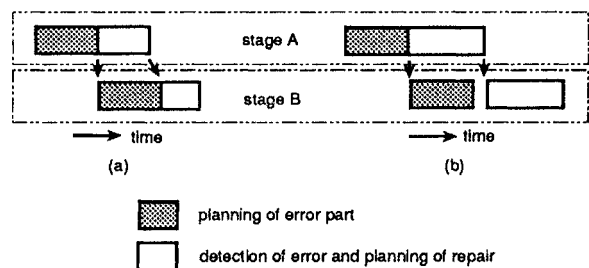 stage A
stage B
time
time
(a)
(b)
planning of error part
detection of error and planning of repair